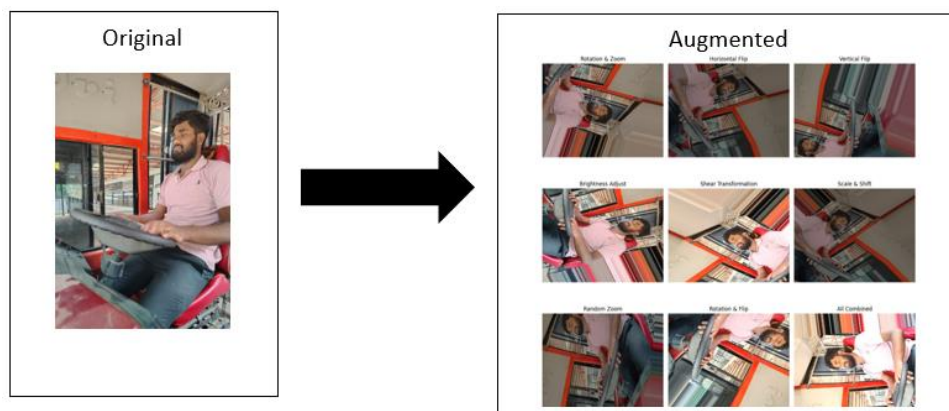 Original
Augmented
Rotation & Zoom
Horizontal Flip
Vertical Flip
Brightness Adjust
Shear Transformation
Scale & Shift
Random Zoom
Rotation & Flip
All Combined